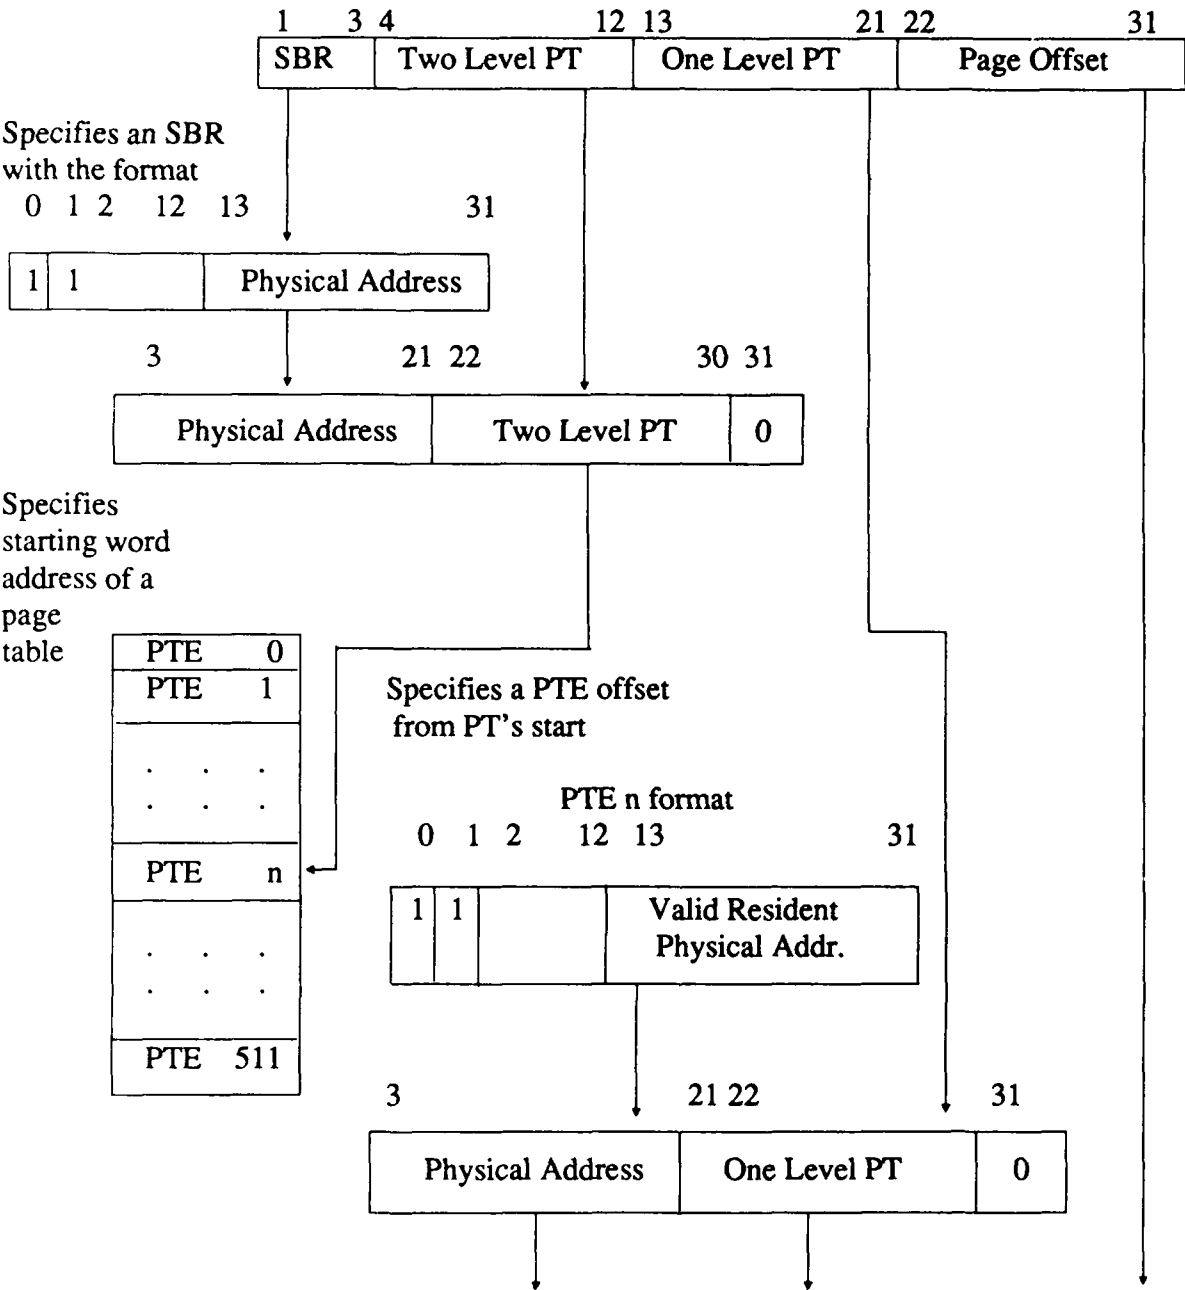 1 3 4 12 13 21 22 31
SBR Two Level PT One Level PT Page Offset
Specifies an SBR
with the format
0 1 2 12 13 31
1 1 Physical Address
3 21 22 30 31
Physical Address Two Level PT 0
Specifies
starting word
address of a
page
table
PTE 0
PTE 1
. . .
. . .
PTE n
. . .
. . .
PTE 511
Specifies a PTE offset
from PT's start
PTE n format
0 1 2 12 13 31
1 1 Valid Resident
Physical Addr.
3 21 22 31
Physical Address One Level PT 0